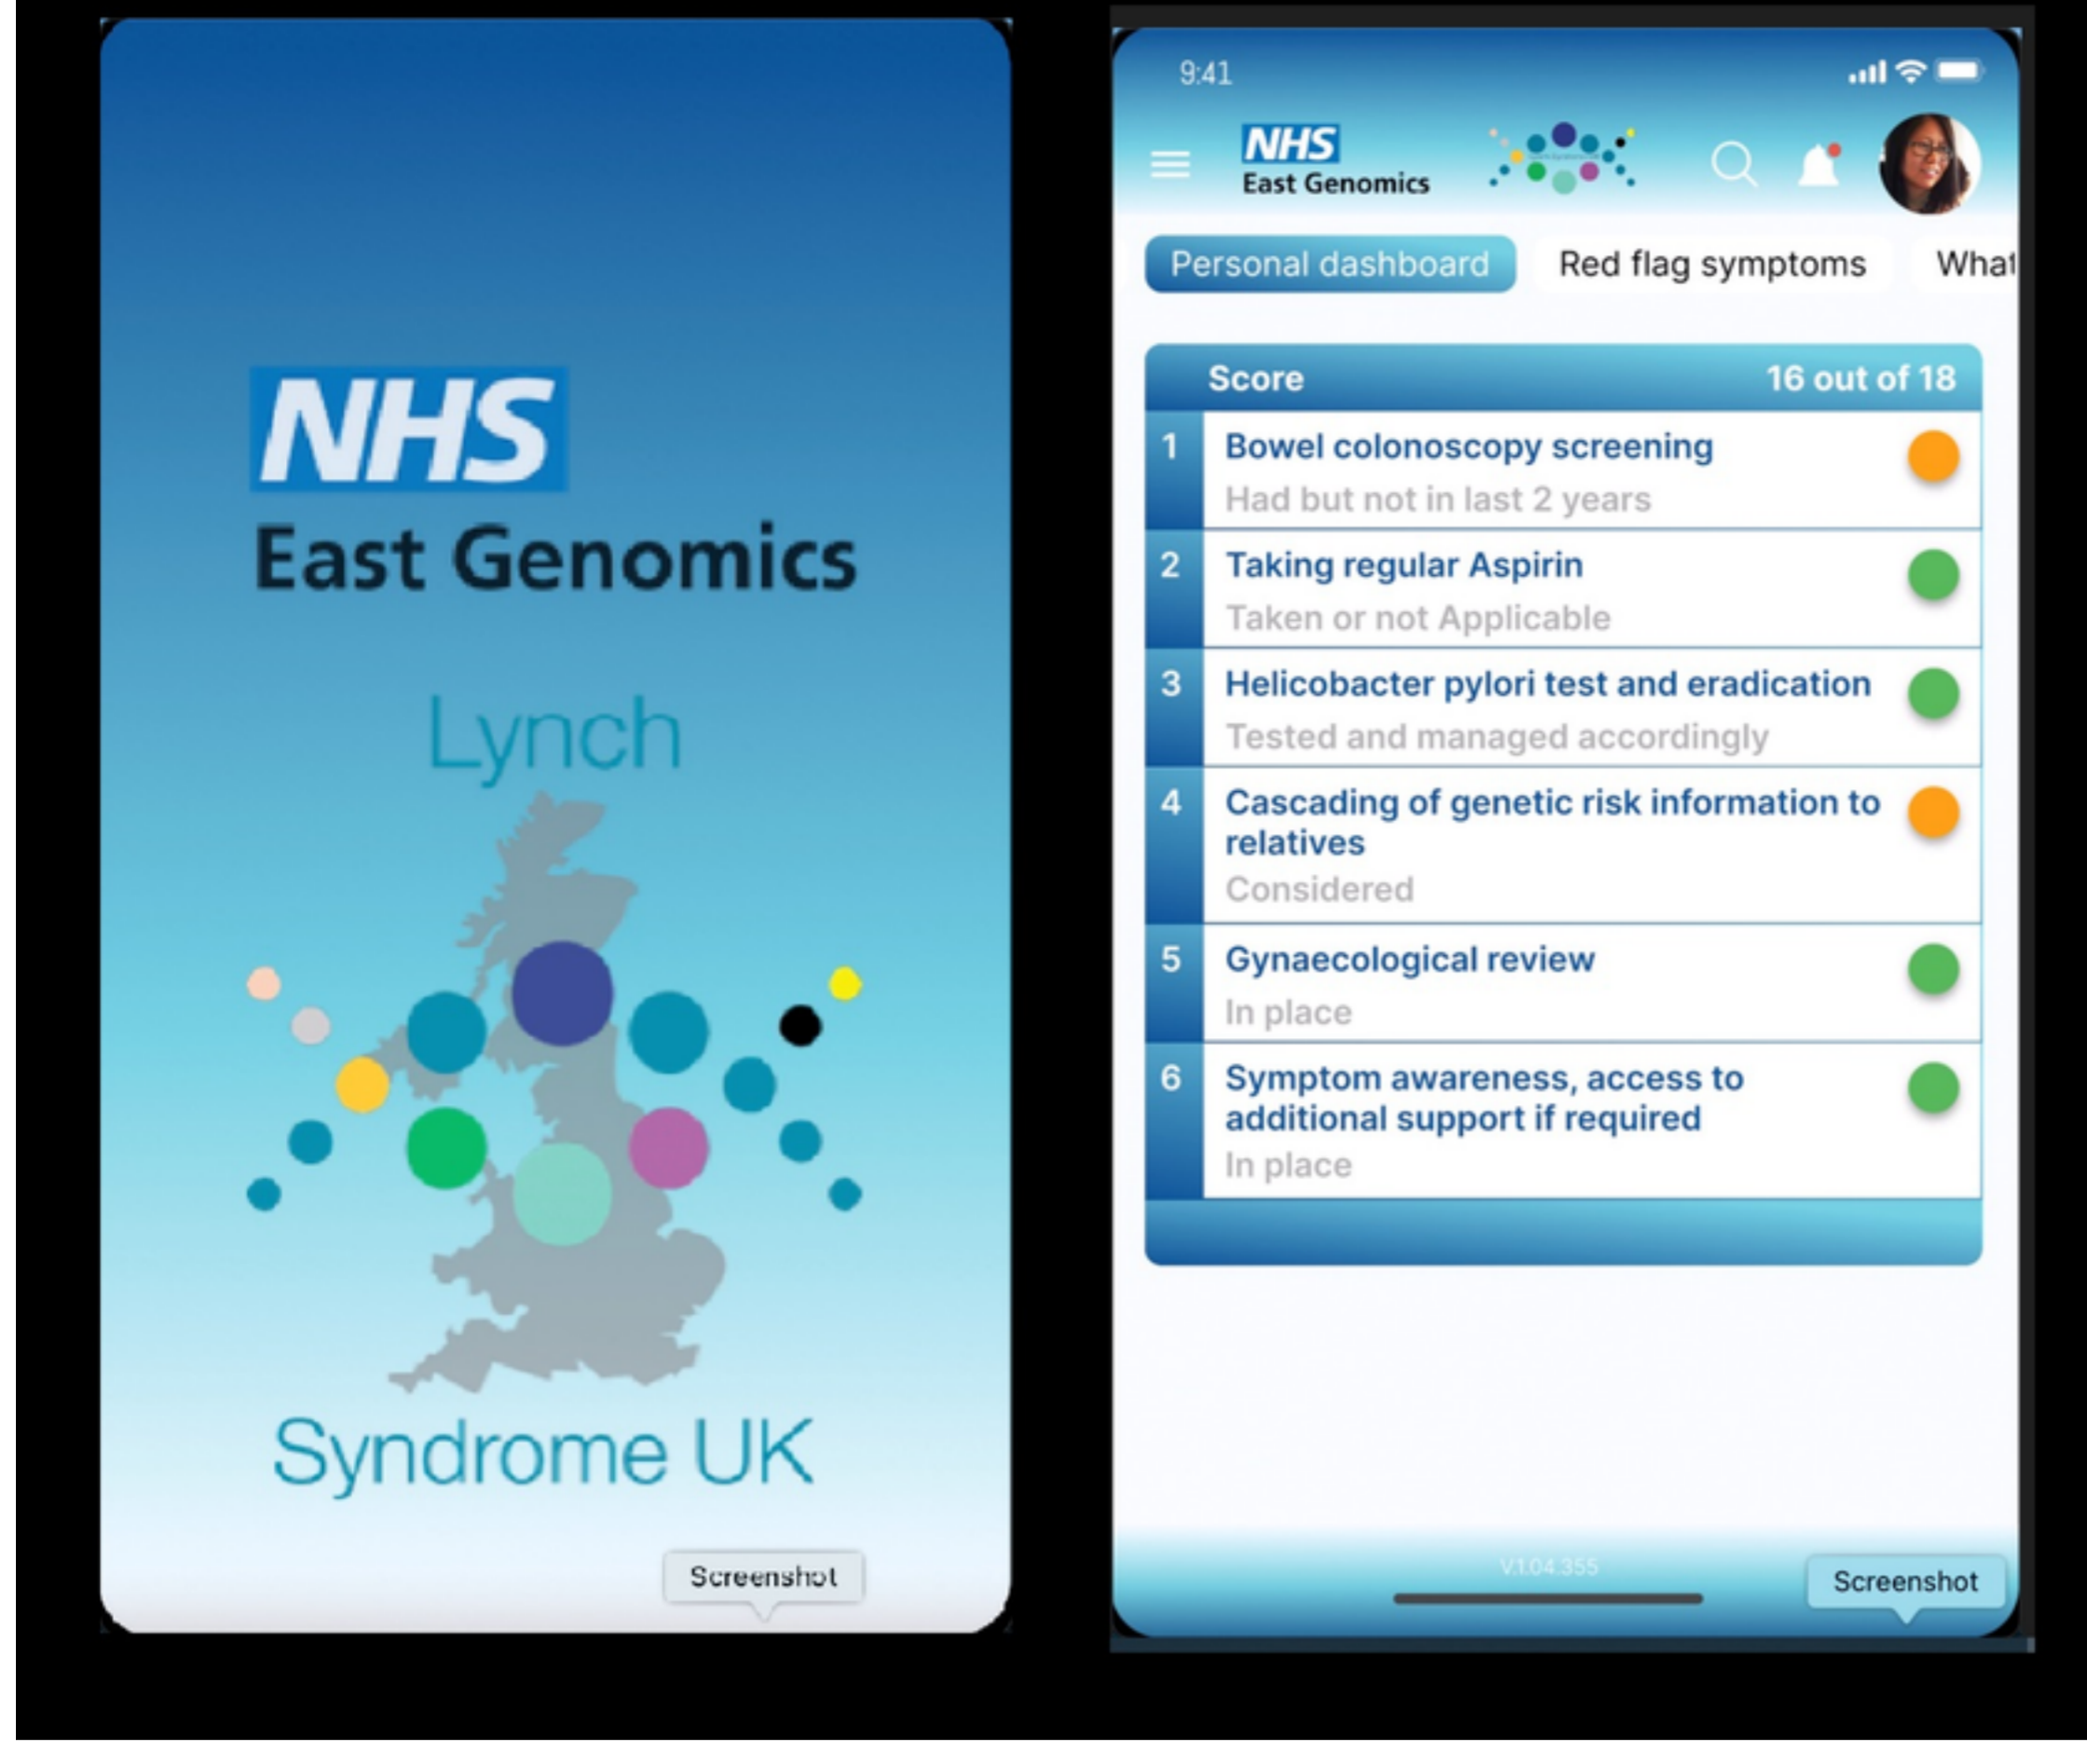 NHS
East Genomics
Lynch
Syndrome UK
Screenshot
9:41
NHS
East Genomics
Personal dashboard
Red flag symptoms
What
Score
16 out of 18
1
Bowel colonoscopy screening
Had but not in last 2 years
2
Taking regular Aspirin
Taken or not Applicable
3
Helicobacter pylori test and eradication
Tested and managed accordingly
4
Cascading of genetic risk information to
relatives
Considered
5
Gynaecological review
In place
6
Symptom awareness, access to
additional support if required
In place
V.1.04.355
Screenshot